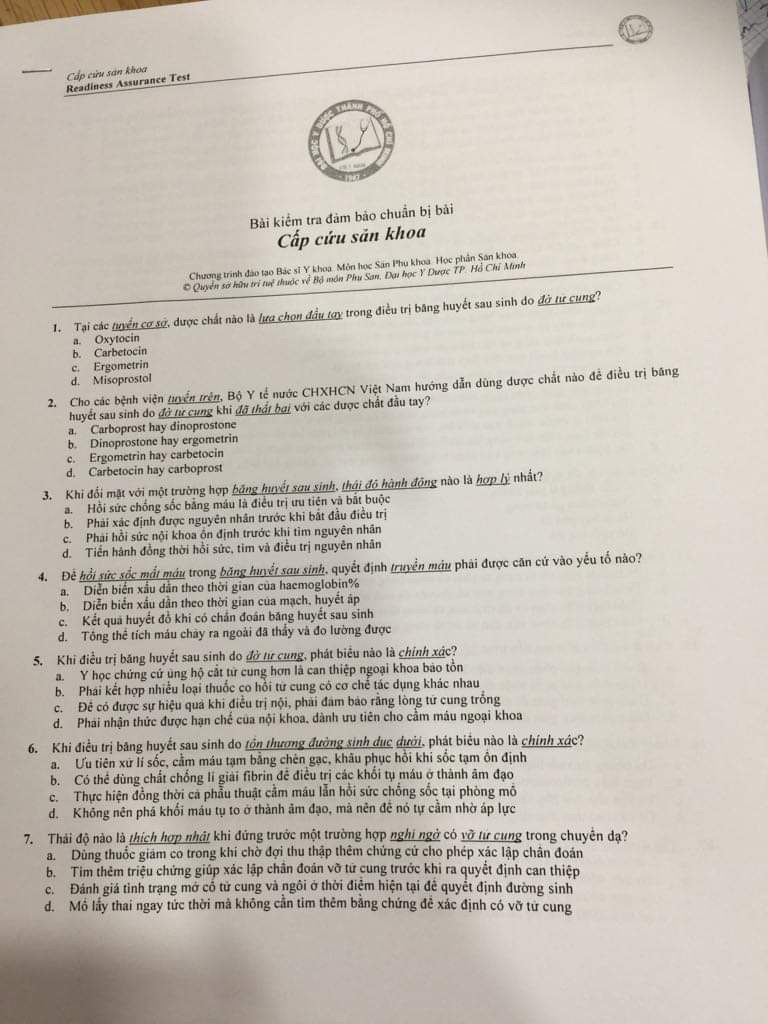 Cấp cứu sản khoa
Readiness Assurance Test
ĐẠI HỌC Y DƯỢC THÀNH PHỐ HỒ CHÍ MINH
VIỆT NAM
1947
Bài kiểm tra đảm bảo chuẩn bị bài
Cấp cứu sản khoa
Chương trình đào tạo Bác sĩ Y khoa. Môn học Sản Phụ khoa. Học phần Sản khoa.
© Quyền sở hữu trí tuệ thuộc về Bộ môn Phụ Sản, Đại học Y Dược TP. Hồ Chí Minh
1. Tại các tuyến cơ sở, dược chất nào là lựa chọn đầu tay trong điều trị băng huyết sau sinh do đờ tử cung?
a. Oxytocin
b. Carbetocin
c. Ergometrin
d. Misoprostol
2. Cho các bệnh viện tuyến trên, Bộ Y tế nước CHXHCN Việt Nam hướng dẫn dùng dược chất nào để điều trị băng
huyết sau sinh do đờ tử cung khi đã thất bại với các dược chất đầu tay?
a. Carboprost hay dinoprostone
b. Dinoprostone hay ergometrin
c. Ergometrin hay carbetocin
d. Carbetocin hay carboprost
3. Khi đối mặt với một trường hợp băng huyết sau sinh, thái độ hành động nào là hợp lý nhất?
a. Hồi sức chống sốc bằng máu là điều trị ưu tiên và bắt buộc
b. Phải xác định được nguyên nhân trước khi bắt đầu điều trị
c. Phải hồi sức nội khoa ổn định trước khi tìm nguyên nhân
d. Tiến hành đồng thời hồi sức, tìm và điều trị nguyên nhân
4. Để hồi sức sốc mất máu trong băng huyết sau sinh, quyết định truyền máu phải được căn cứ vào yếu tố nào?
a. Diễn biến xấu dần theo thời gian của haemoglobin%
b. Diễn biến xấu dần theo thời gian của mạch, huyết áp
c. Kết quả huyết đồ khi có chẩn đoán băng huyết sau sinh
d. Tổng thể tích máu chảy ra ngoài đã thấy và đo lường được
5. Khi điều trị băng huyết sau sinh do đờ tử cung, phát biểu nào là chính xác?
a. Y học chứng cứ ủng hộ cắt tử cung hơn là can thiệp ngoại khoa bảo tồn
b. Phải kết hợp nhiều loại thuốc co hồi tử cung có cơ chế tác dụng khác nhau
c. Để có được sự hiệu quả khi điều trị nội, phải đảm bảo rằng lòng tử cung trống
d. Phải nhận thức được hạn chế của nội khoa, dành ưu tiên cho cầm máu ngoại khoa
6. Khi điều trị băng huyết sau sinh do tổn thương đường sinh dục dưới, phát biểu nào là chính xác?
a. Ưu tiên xử lí sốc, cầm máu tạm bằng chèn gạc, khâu phục hồi khi sốc tạm ổn định
b. Có thể dùng chất chống li giải fibrin để điều trị các khối tụ máu ở thành âm đạo
c. Thực hiện đồng thời cả phẫu thuật cầm máu lẫn hồi sức chống sốc tại phòng mổ
d. Không nên phá khối máu tụ to ở thành âm đạo, mà nên để nó tự cầm nhờ áp lực
7. Thái độ nào là thích hợp nhất khi đứng trước một trường hợp nghi ngờ có vỡ tử cung trong chuyển dạ?
a. Dùng thuốc giảm co trong khi chờ đợi thu thập thêm chứng cứ cho phép xác lập chẩn đoán
b. Tìm thêm triệu chứng giúp xác lập chẩn đoán vỡ tử cung trước khi ra quyết định can thiệp
c. Đánh giá tình trạng mở cổ tử cung và ngôi ở thời điểm hiện tại để quyết định đường sinh
d. Mổ lấy thai ngay tức thời mà không cần tìm thêm bằng chứng để xác định có vỡ tử cung